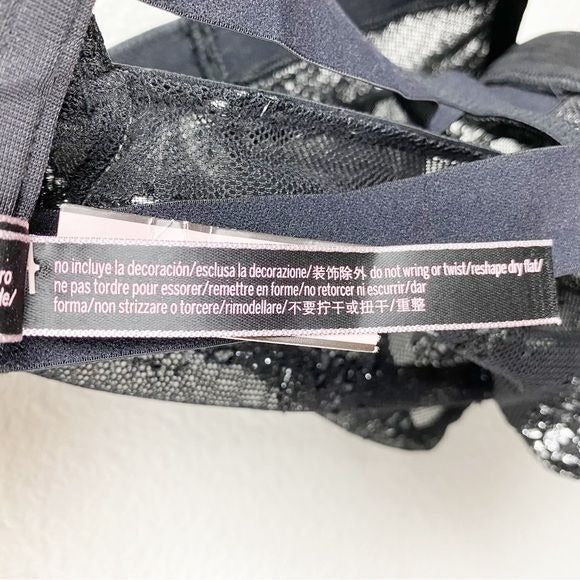 no incluye la decoración/esclusa la decorazione/装饰除外 do not wring or twist/reshape dry flat/
ne pas tordre pour essorer/remettre en forme/no retorcer ni escurrir/dar
forma/non strizzare o torcere/rimodellare/不要拧干或扭干/重整